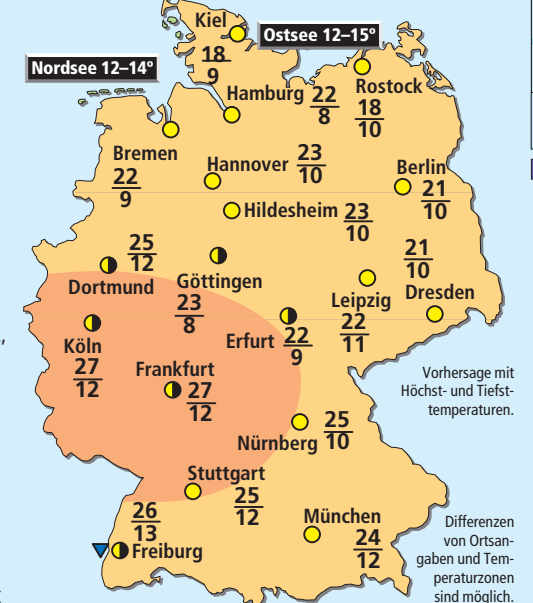 Kiel
18
9
Ostsee 12–15°
Nordsee 12–14°
Hamburg
22
8
Rostock
18
10
Bremen
22
9
Hannover
23
10
Berlin
21
10
Hildesheim
23
10
25
12
Dortmund
Göttingen
23
8
21
10
Leipzig
22
11
Dresden
Köln
27
12
Erfurt
22
9
Frankfurt
27
12
Vorhersage mit
Höchst- und Tiefst-
temperaturen.
Nürnberg
25
10
Stuttgart
25
12
26
13
Freiburg
München
24
12
Differenzen
von Ortsan-
gaben und Tem-
peraturzonen
sind möglich.